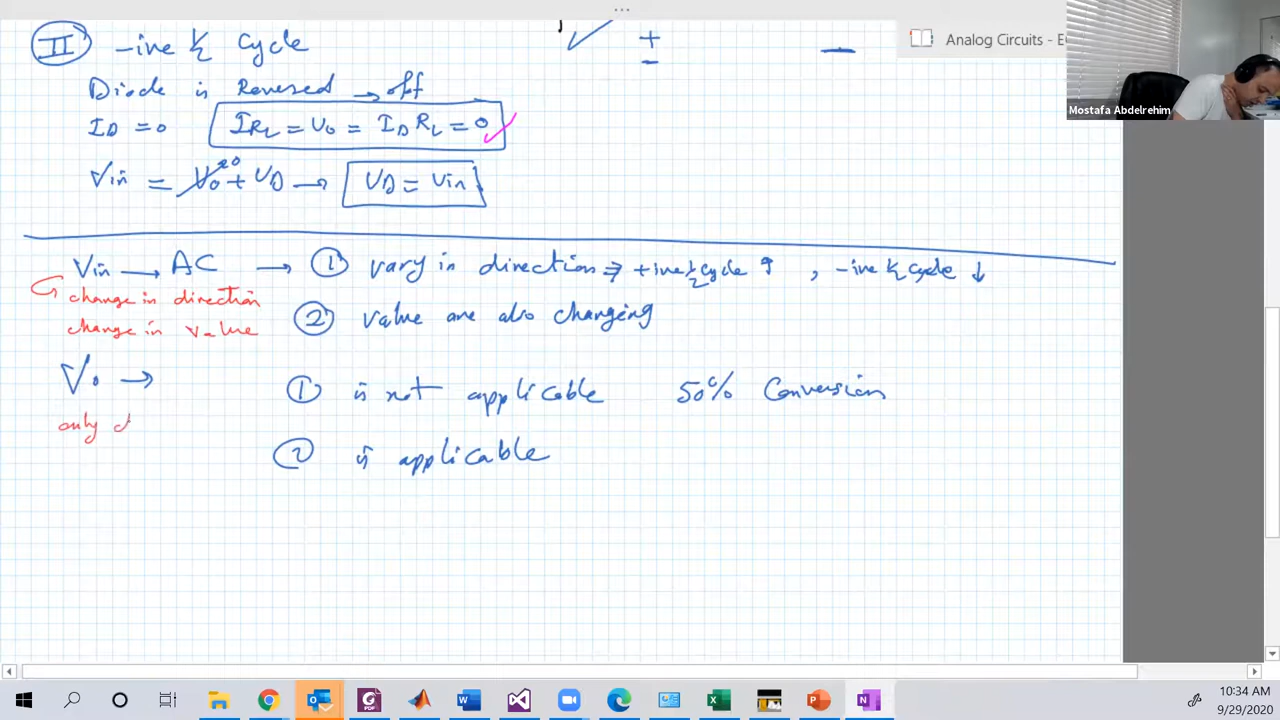 II -ive ½ Cycle
+
-
—
Analog Circuits - E
Mostafa Abdelrehim
Diode is Reversed → off
ID = 0 IRL = Vo = ID RL = 0
Vin = Vo + VD → VD = Vin
Vin → AC → 1 vary in direction ⇒ +ive ½ cycle ↑ , -ive ½ cycle ↓
change in direction
change in value
2 value are also changing
Vo → 1 is not applicable 50% Conversion
only
2 is applicable
10:34 AM
9/29/2020